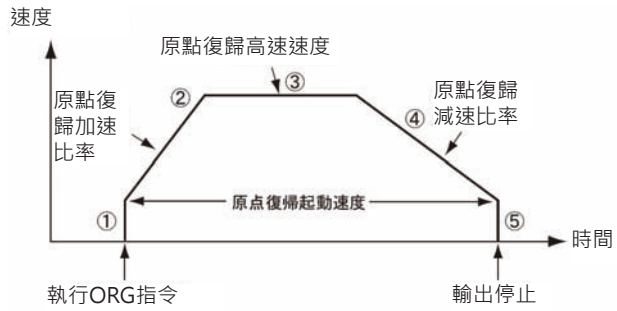 速度
原點復歸高速速度
③
②
原點復
歸加速
比率
原點復歸
減速比率
④
①
原点復帰起動速度
⑤
時間
執行ORG指令
輸出停止